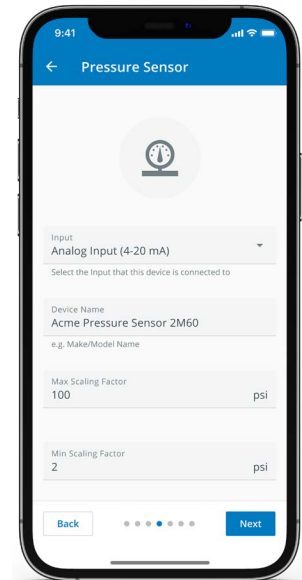 9:41
Pressure Sensor
Input
Analog Input (4-20 mA)
Select the Input that this device is connected to
Device Name
Acme Pressure Sensor 2M60
e.g. Make/Model Name
Max Scaling Factor
100 psi
Min Scaling Factor
2 psi
Back Next